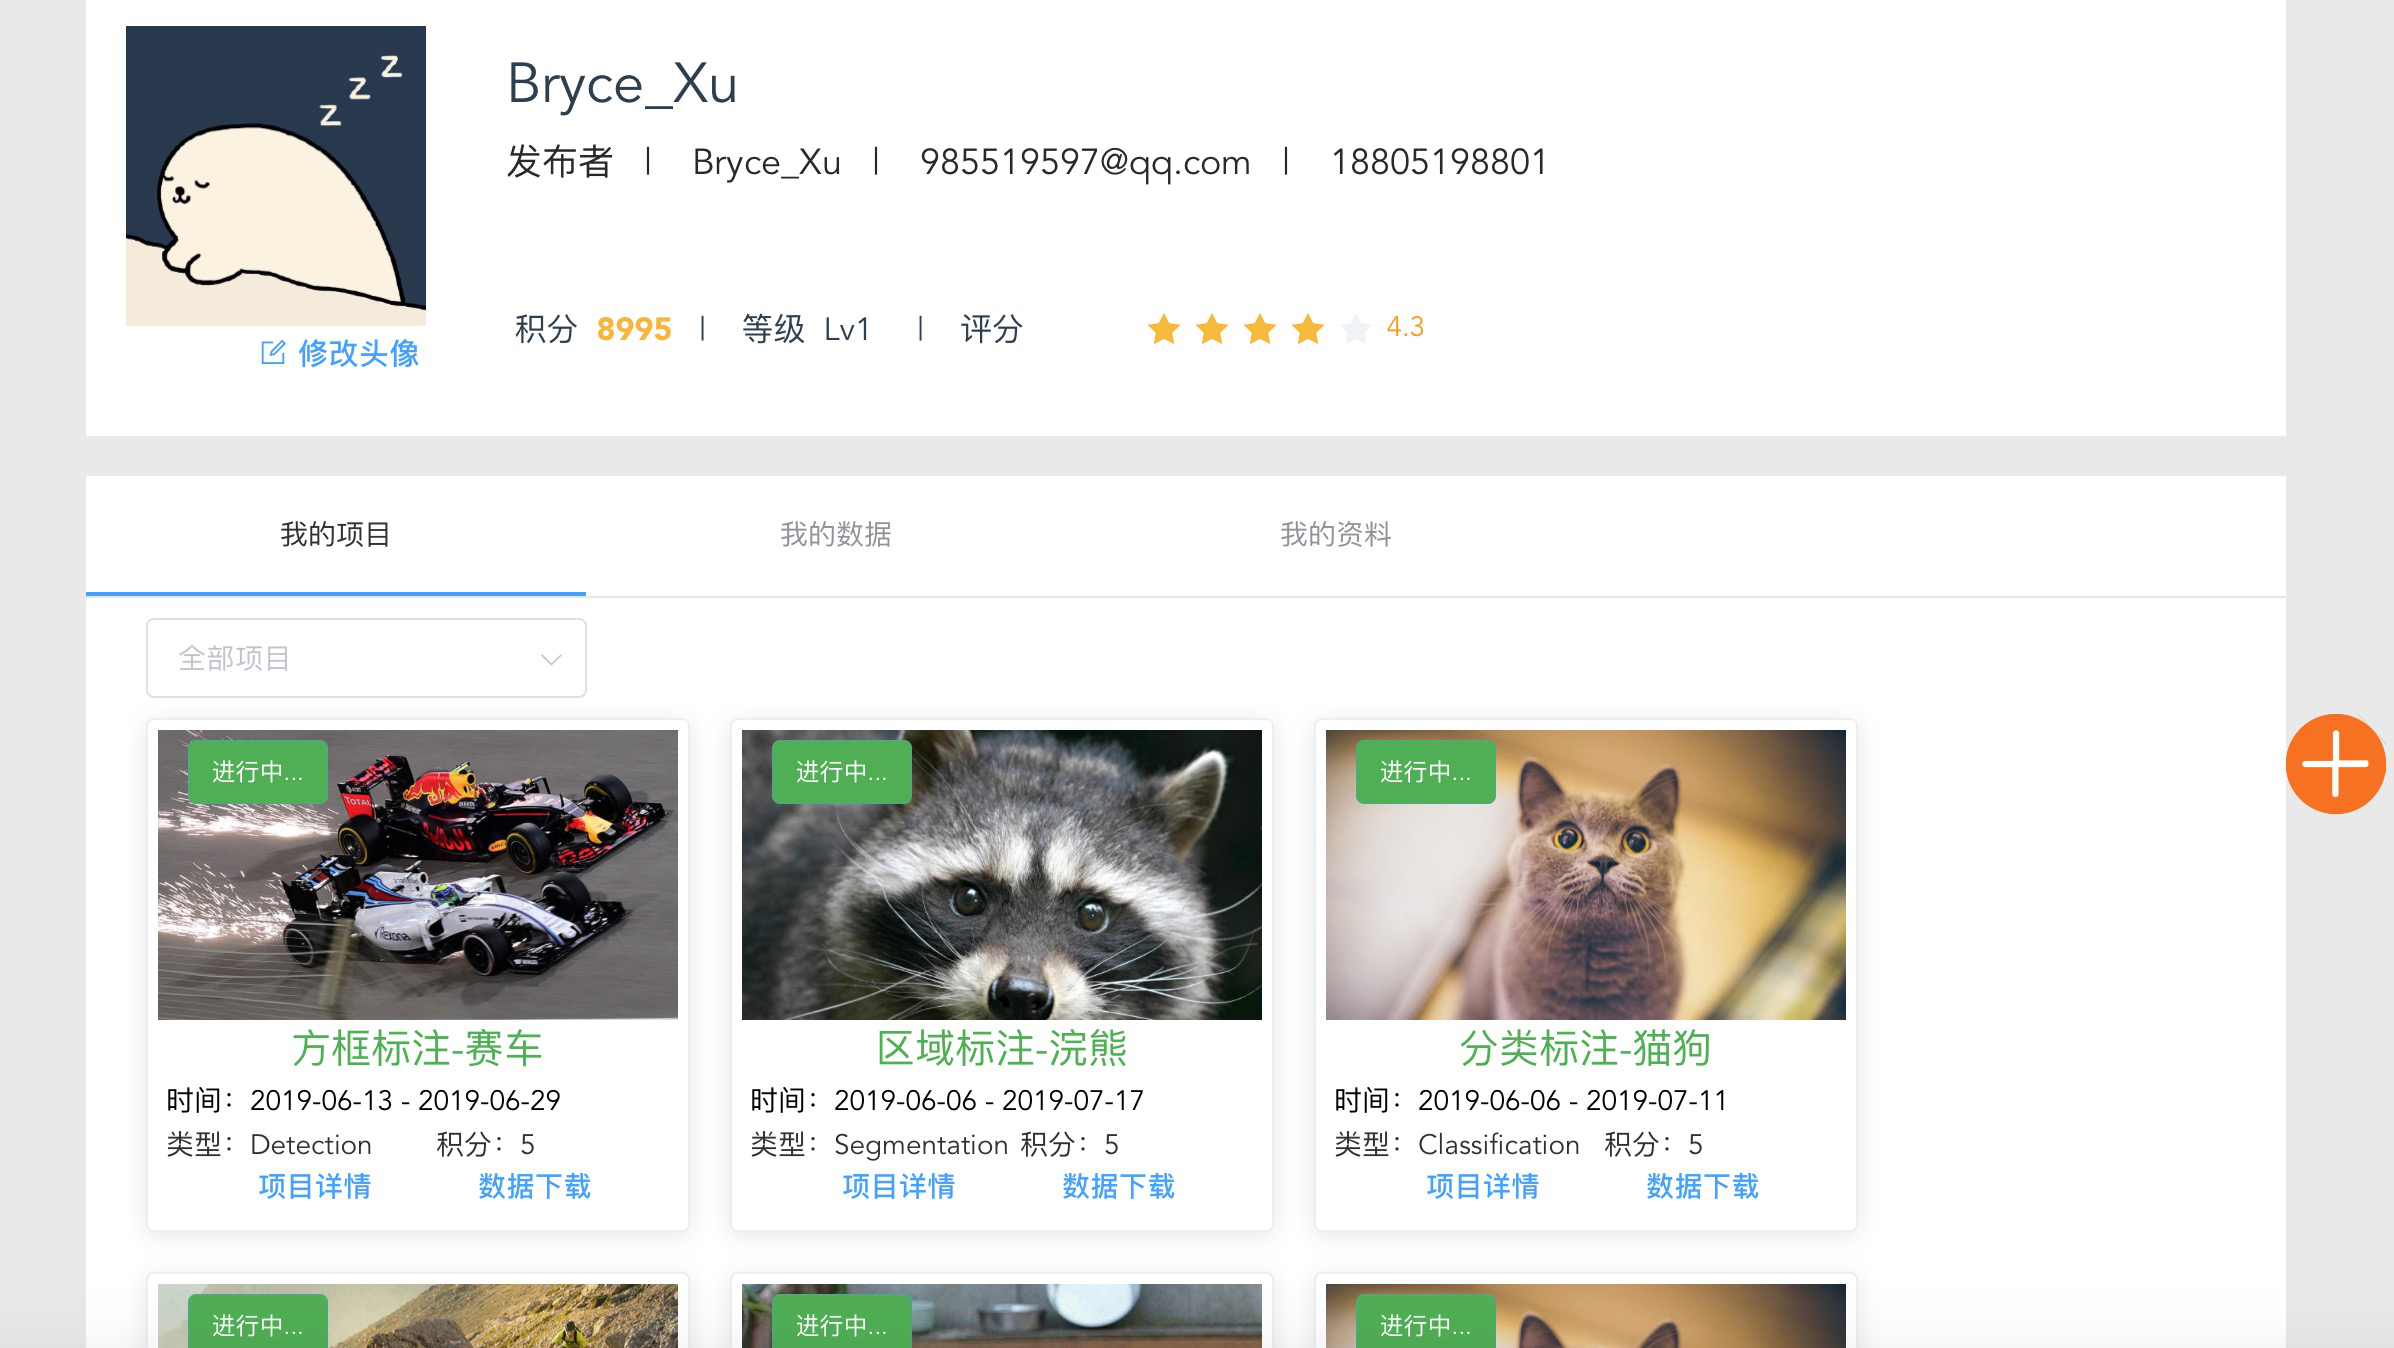 z
z
z
Bryce_Xu
发布者 | Bryce_Xu | 985519597@qq.com | 18805198801
积分 8995 | 等级 Lv1 | 评分 4.3
修改头像
我的项目 我的数据 我的资料
全部项目
进行中... 进行中... 进行中...
TOTAL
Red Bull
Rexona
方框标注-赛车 区域标注-浣熊 分类标注-猫狗
时间：2019-06-13 - 2019-06-29 时间：2019-06-06 - 2019-07-17 时间：2019-06-06 - 2019-07-11
类型：Detection 积分：5 类型：Segmentation 积分：5 类型：Classification 积分：5
项目详情 数据下载 项目详情 数据下载 项目详情 数据下载
进行中... 进行中... 进行中...